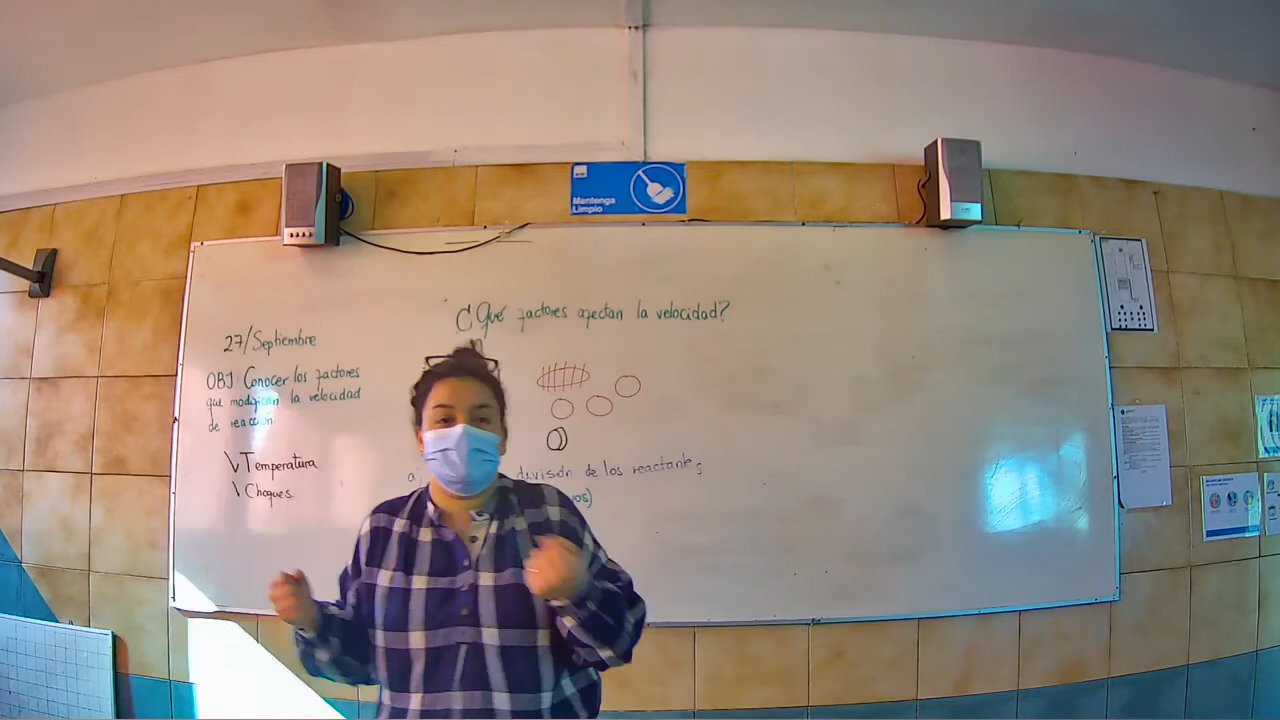 Mantenga
Limpio
¿Qué factores afectan la velocidad?
27/Septiembre
OBJ: Conocer los factores
que modifican la velocidad
de reacción
Temperatura
Choques
a
división de los reactantes
os)